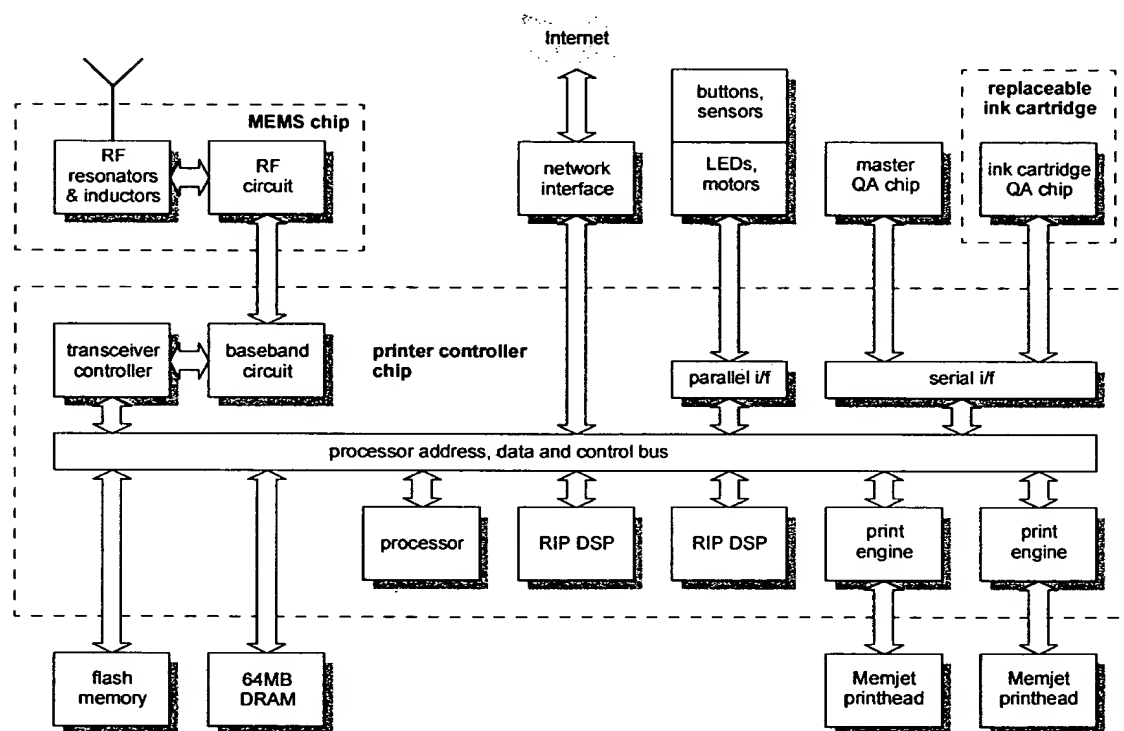 Internet
MEMS chip
RF
resonators
& inductors
RF
circuit
network
interface
buttons,
sensors
LEDs,
motors
master
QA chip
replaceable
ink cartridge
ink cartridge
QA chip
transceiver
controller
baseband
circuit
printer controller
chip
parallel i/f
serial i/f
processor address, data and control bus
processor
RIP DSP
RIP DSP
print
engine
print
engine
flash
memory
64MB
DRAM
Memjet
printhead
Memjet
printhead